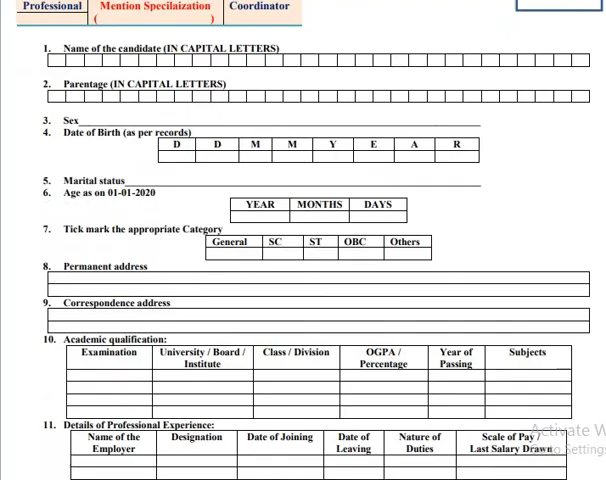 Professional Mention Specilaization Coordinator
( )
1. Name of the candidate (IN CAPITAL LETTERS)
2. Parentage (IN CAPITAL LETTERS)
3. Sex
4. Date of Birth (as per records)
D D M M Y E A R
5. Marital status
6. Age as on 01-01-2020
YEAR MONTHS DAYS
7. Tick mark the appropriate Category
General SC ST OBC Others
8. Permanent address
9. Correspondence address
10. Academic qualification:
Examination University / Board / Class / Division OGPA / Year of Subjects
Institute Percentage Passing
11. Details of Professional Experience:
Name of the Designation Date of Joining Date of Nature of Scale of Pay /
Employer Leaving Duties Last Salary Drawn
Activate W
to Settings